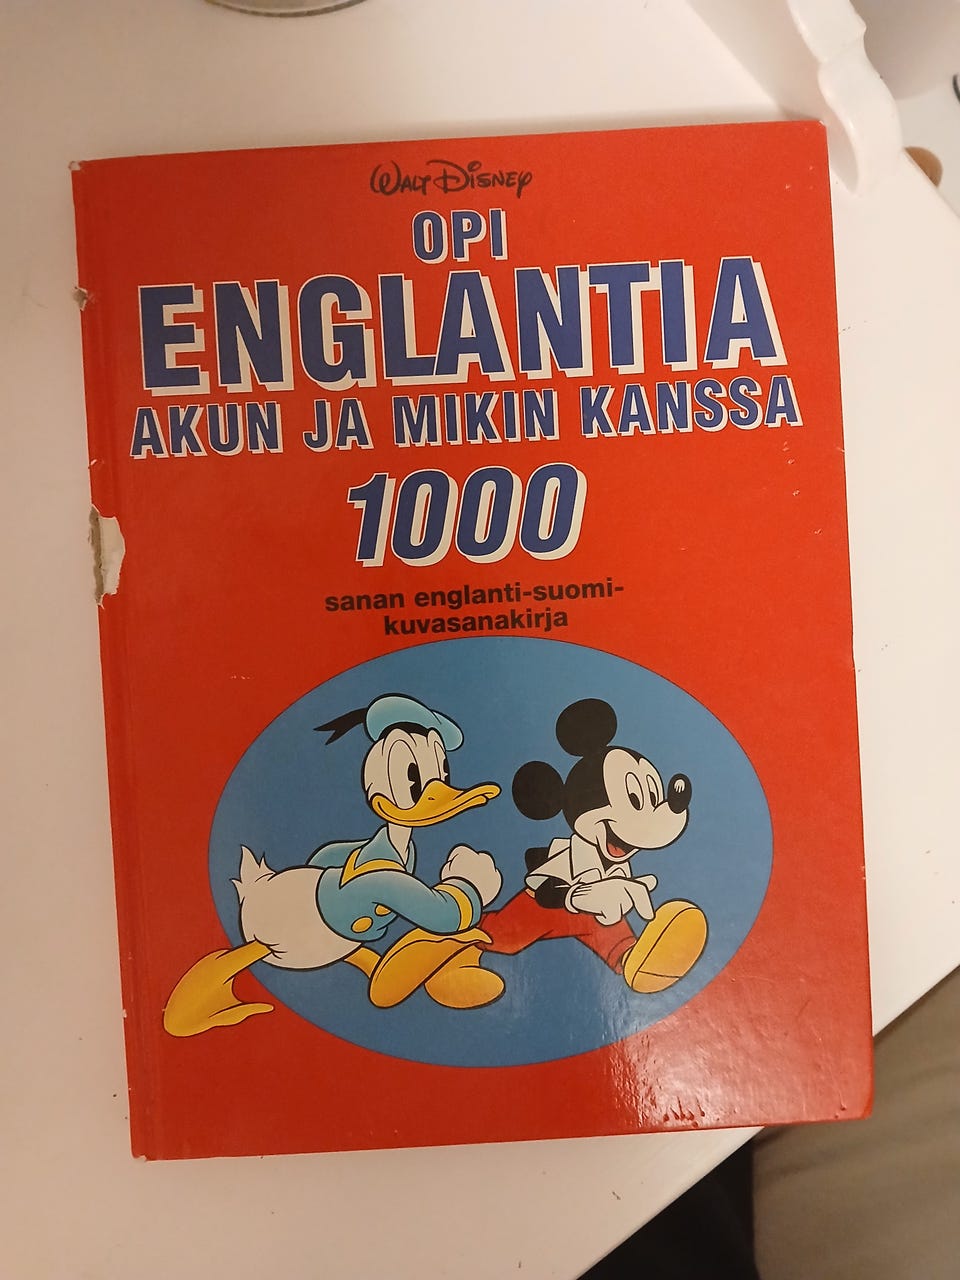 Walt Disney
OPI
ENGLANTIA
AKUN JA MIKIN KANSSA
1000
sanan englanti-suomi-
kuvasanakirja